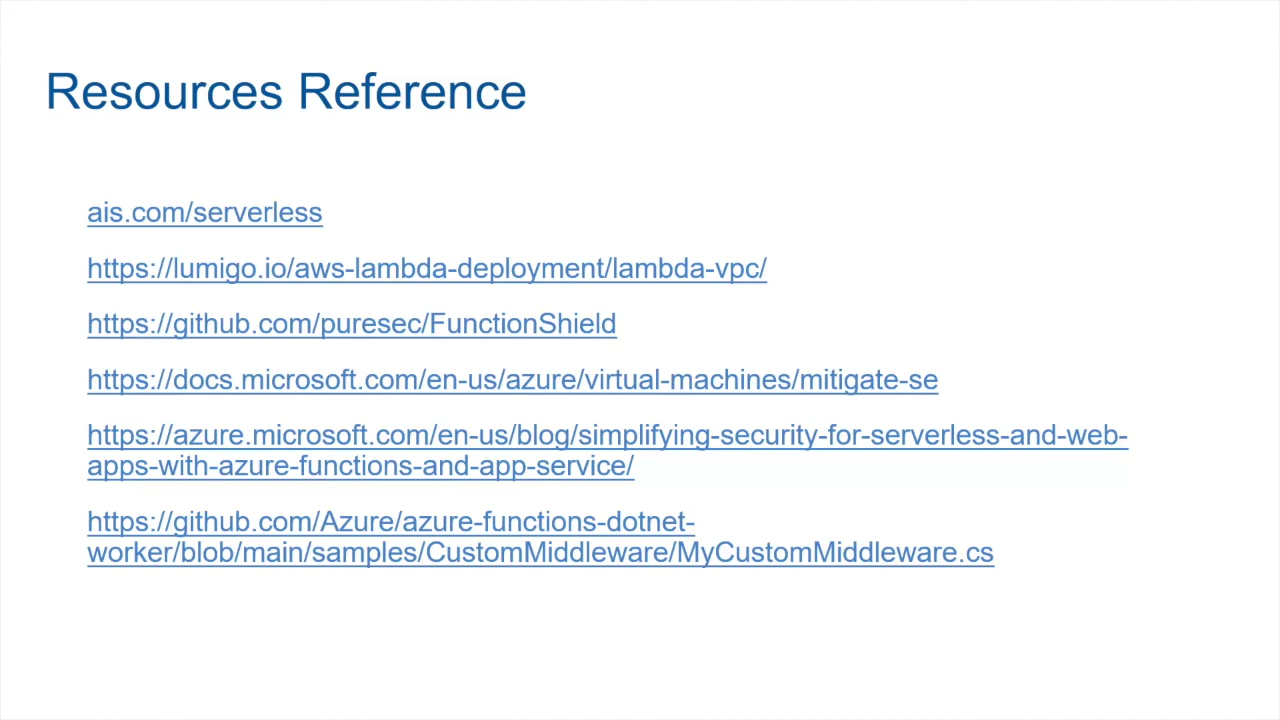 Resources Reference
ais.com/serverless
https://lumigo.io/aws-lambda-deployment/lambda-vpc/
https://github.com/puresec/FunctionShield
https://docs.microsoft.com/en-us/azure/virtual-machines/mitigate-se
https://azure.microsoft.com/en-us/blog/simplifying-security-for-serverless-and-web-
apps-with-azure-functions-and-app-service/
https://github.com/Azure/azure-functions-dotnet-
worker/blob/main/samples/CustomMiddleware/MyCustomMiddleware.cs